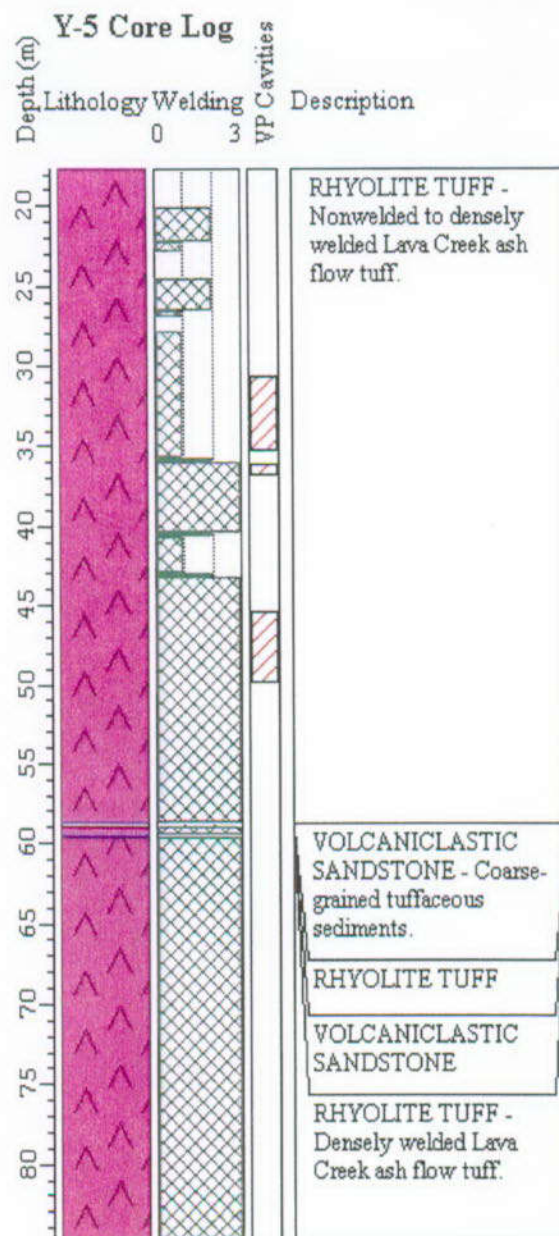 Y-5 Core Log
Depth (m)
Lithology
Welding
0 3
VP Cavities
Description
20
25
30
35
40
45
50
55
60
65
70
75
80
RHYOLITE TUFF -
Nonwelded to densely
welded Lava Creek ash
flow tuff.
VOLCANICLASTIC
SANDSTONE - Coarse-
grained tuffaceous
sediments.
RHYOLITE TUFF
VOLCANICLASTIC
SANDSTONE
RHYOLITE TUFF -
Densely welded Lava
Creek ash flow tuff.